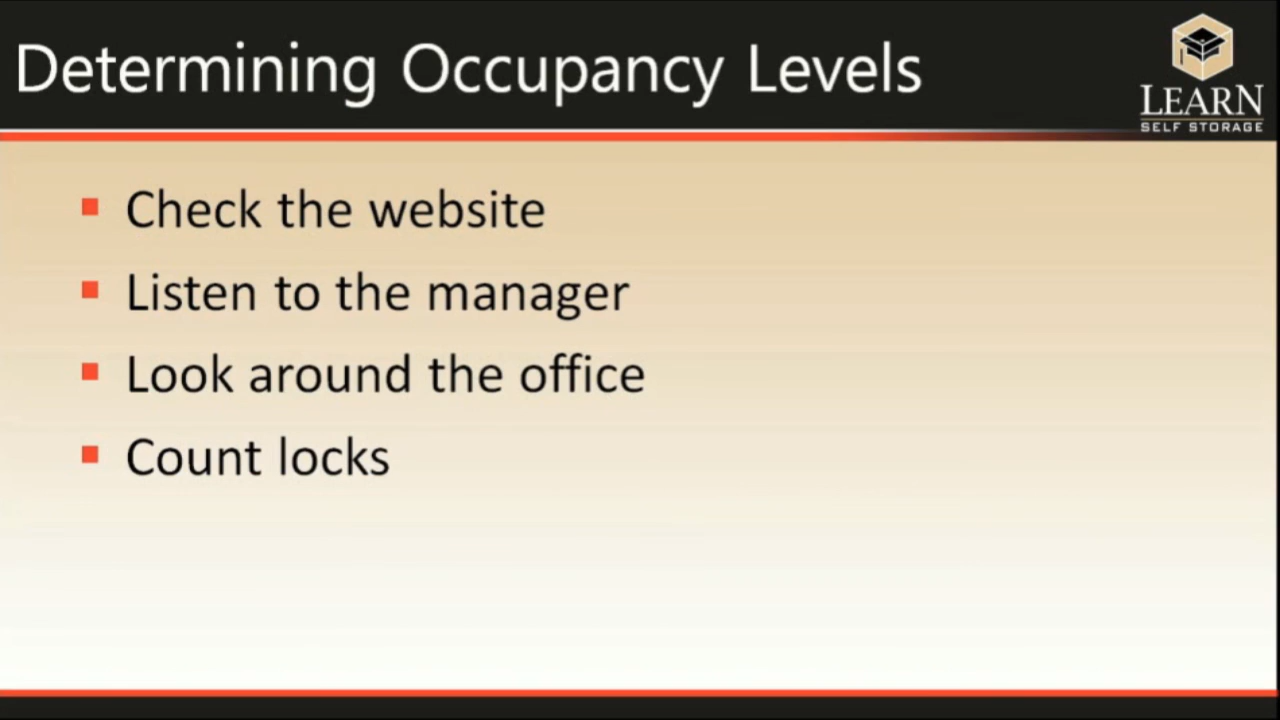 Determining Occupancy Levels
LEARN
SELF STORAGE
Check the website
Listen to the manager
Look around the office
Count locks